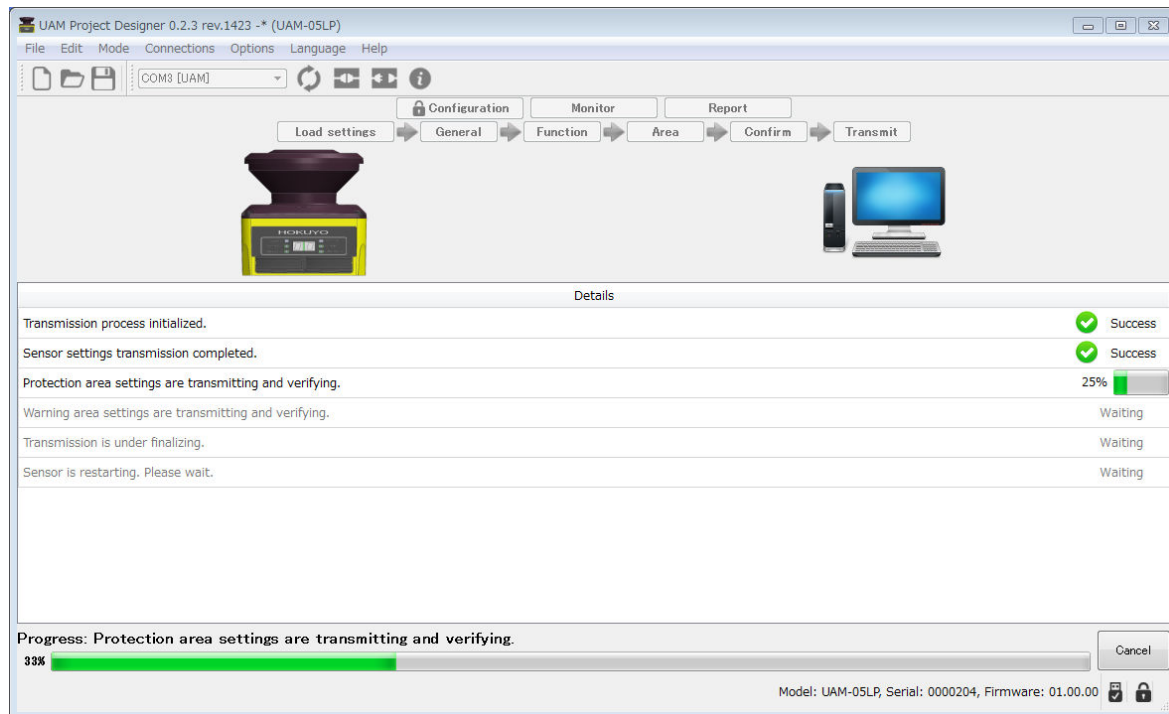 UAM Project Designer 0.2.3 rev.1423 -* (UAM-05LP)
File Edit Mode Connections Options Language Help
COM3 [UAM]
Configuration Monitor Report
Load settings General Function Area Confirm Transmit
HOKUYO
Details
Transmission process initialized. Success
Sensor settings transmission completed. Success
Protection area settings are transmitting and verifying. 25%
Warning area settings are transmitting and verifying. Waiting
Transmission is under finalizing. Waiting
Sensor is restarting. Please wait. Waiting
Progress: Protection area settings are transmitting and verifying.
33%
Cancel
Model: UAM-05LP, Serial: 0000204, Firmware: 01.00.00